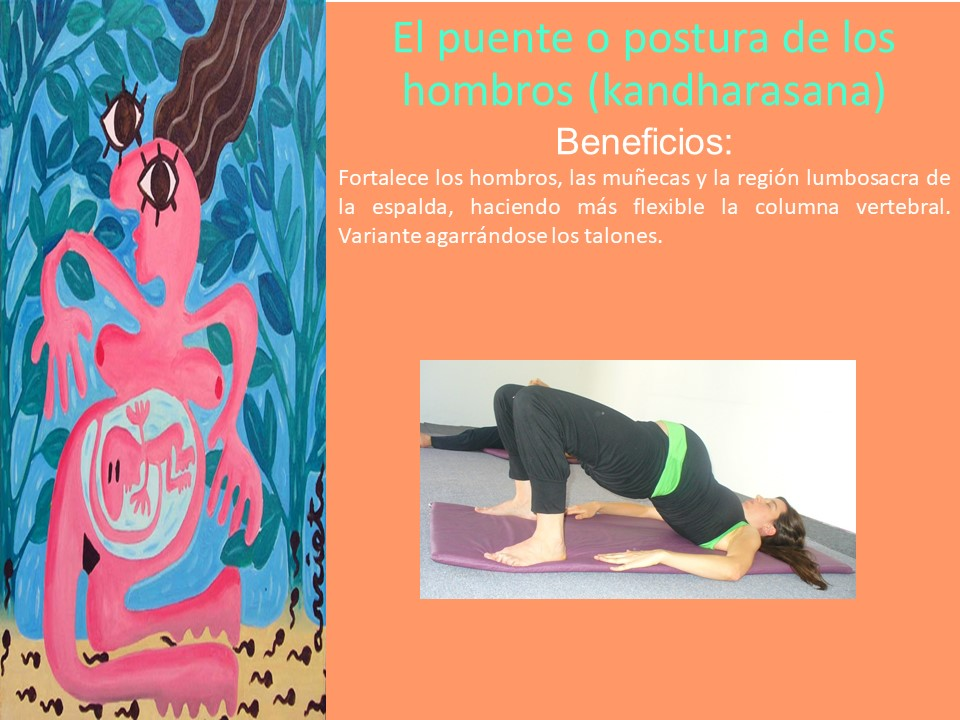 El puente o postura de los
hombros (kandharasana)
Beneficios:
Fortalece los hombros, las muñecas y la región lumbosacra de
la espalda, haciendo más flexible la columna vertebral.
Variante agarrándose los talones.
arrieta